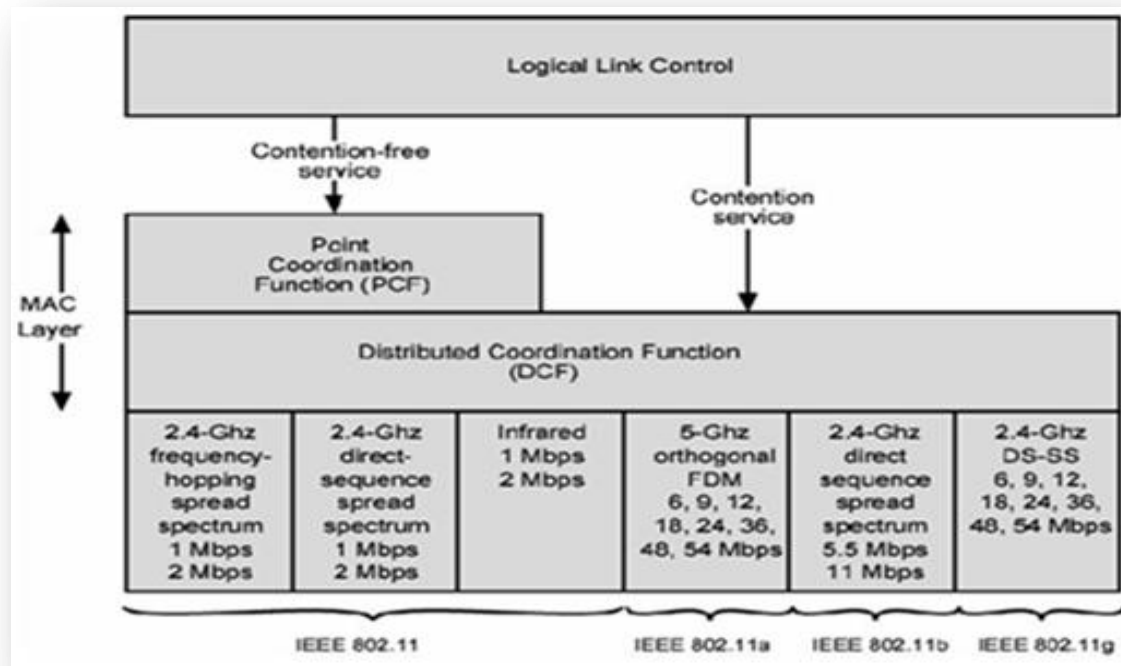 Logical Link Control
Contention-free
service
Contention
service
Point
Coordination
Function (PCF)
MAC
Layer
Distributed Coordination Function
(DCF)
2.4-Ghz
frequency-
hopping
spread
spectrum
1 Mbps
2 Mbps
2.4-Ghz
direct-
sequence
spread
spectrum
1 Mbps
2 Mbps
Infrared
1 Mbps
2 Mbps
5-Ghz
orthogonal
FDM
6, 9, 12,
18, 24, 36,
48, 54 Mbps
2.4-Ghz
direct
sequence
spread
spectrum
5.5 Mbps
11 Mbps
2.4-Ghz
DS-SS
6, 9, 12,
18, 24, 36,
48, 54 Mbps
IEEE 802.11
IEEE 802.11a
IEEE 802.11b
IEEE 802.11g